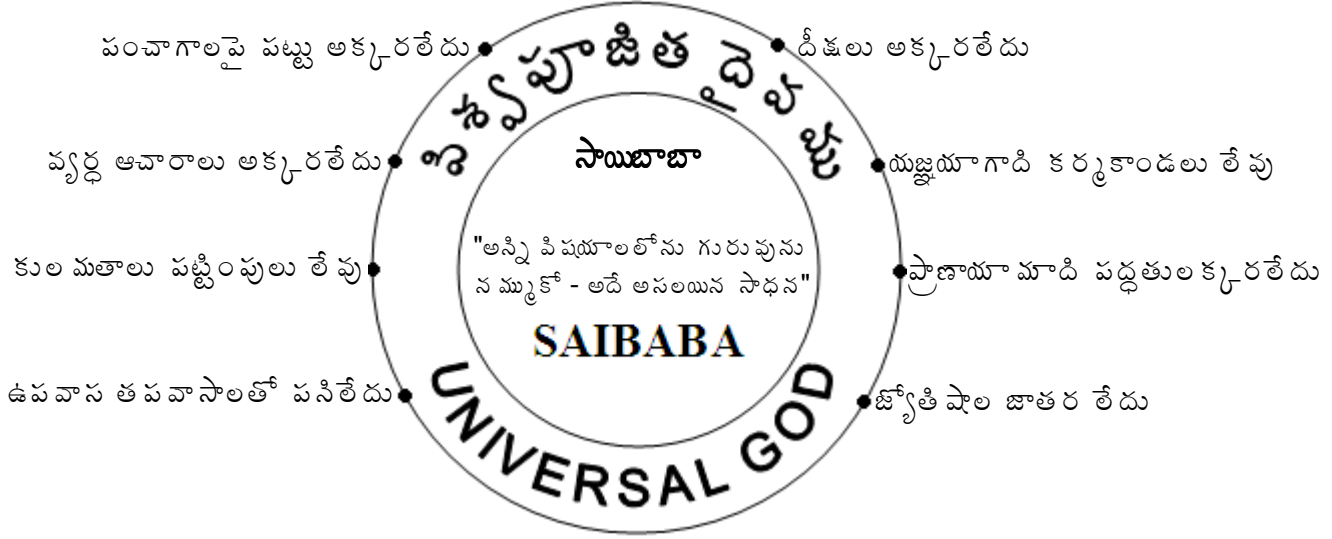 పంచాగాలపై పట్టు అక్కరలేదు
దీక్షలు అక్కరలేదు
విశ్వపూజిత దైవము
వ్యర్ధ ఆచారాలు అక్కరలేదు
సాయిబాబా
యజ్ఞయాగాది కర్మకాండలు లేవు
"అన్ని విషయాలలోను గురువును
నమ్ముకో - అదే అసలయిన సాధన"
కుల మతాలు పట్టింపులు లేవు
ప్రాణాయామాది పద్ధతులక్కరలేదు
SAIBABA
ఉపవాస తపవాసాలతో పనిలేదు
జ్యోతిషాల జాతర లేదు
UNIVERSAL GOD